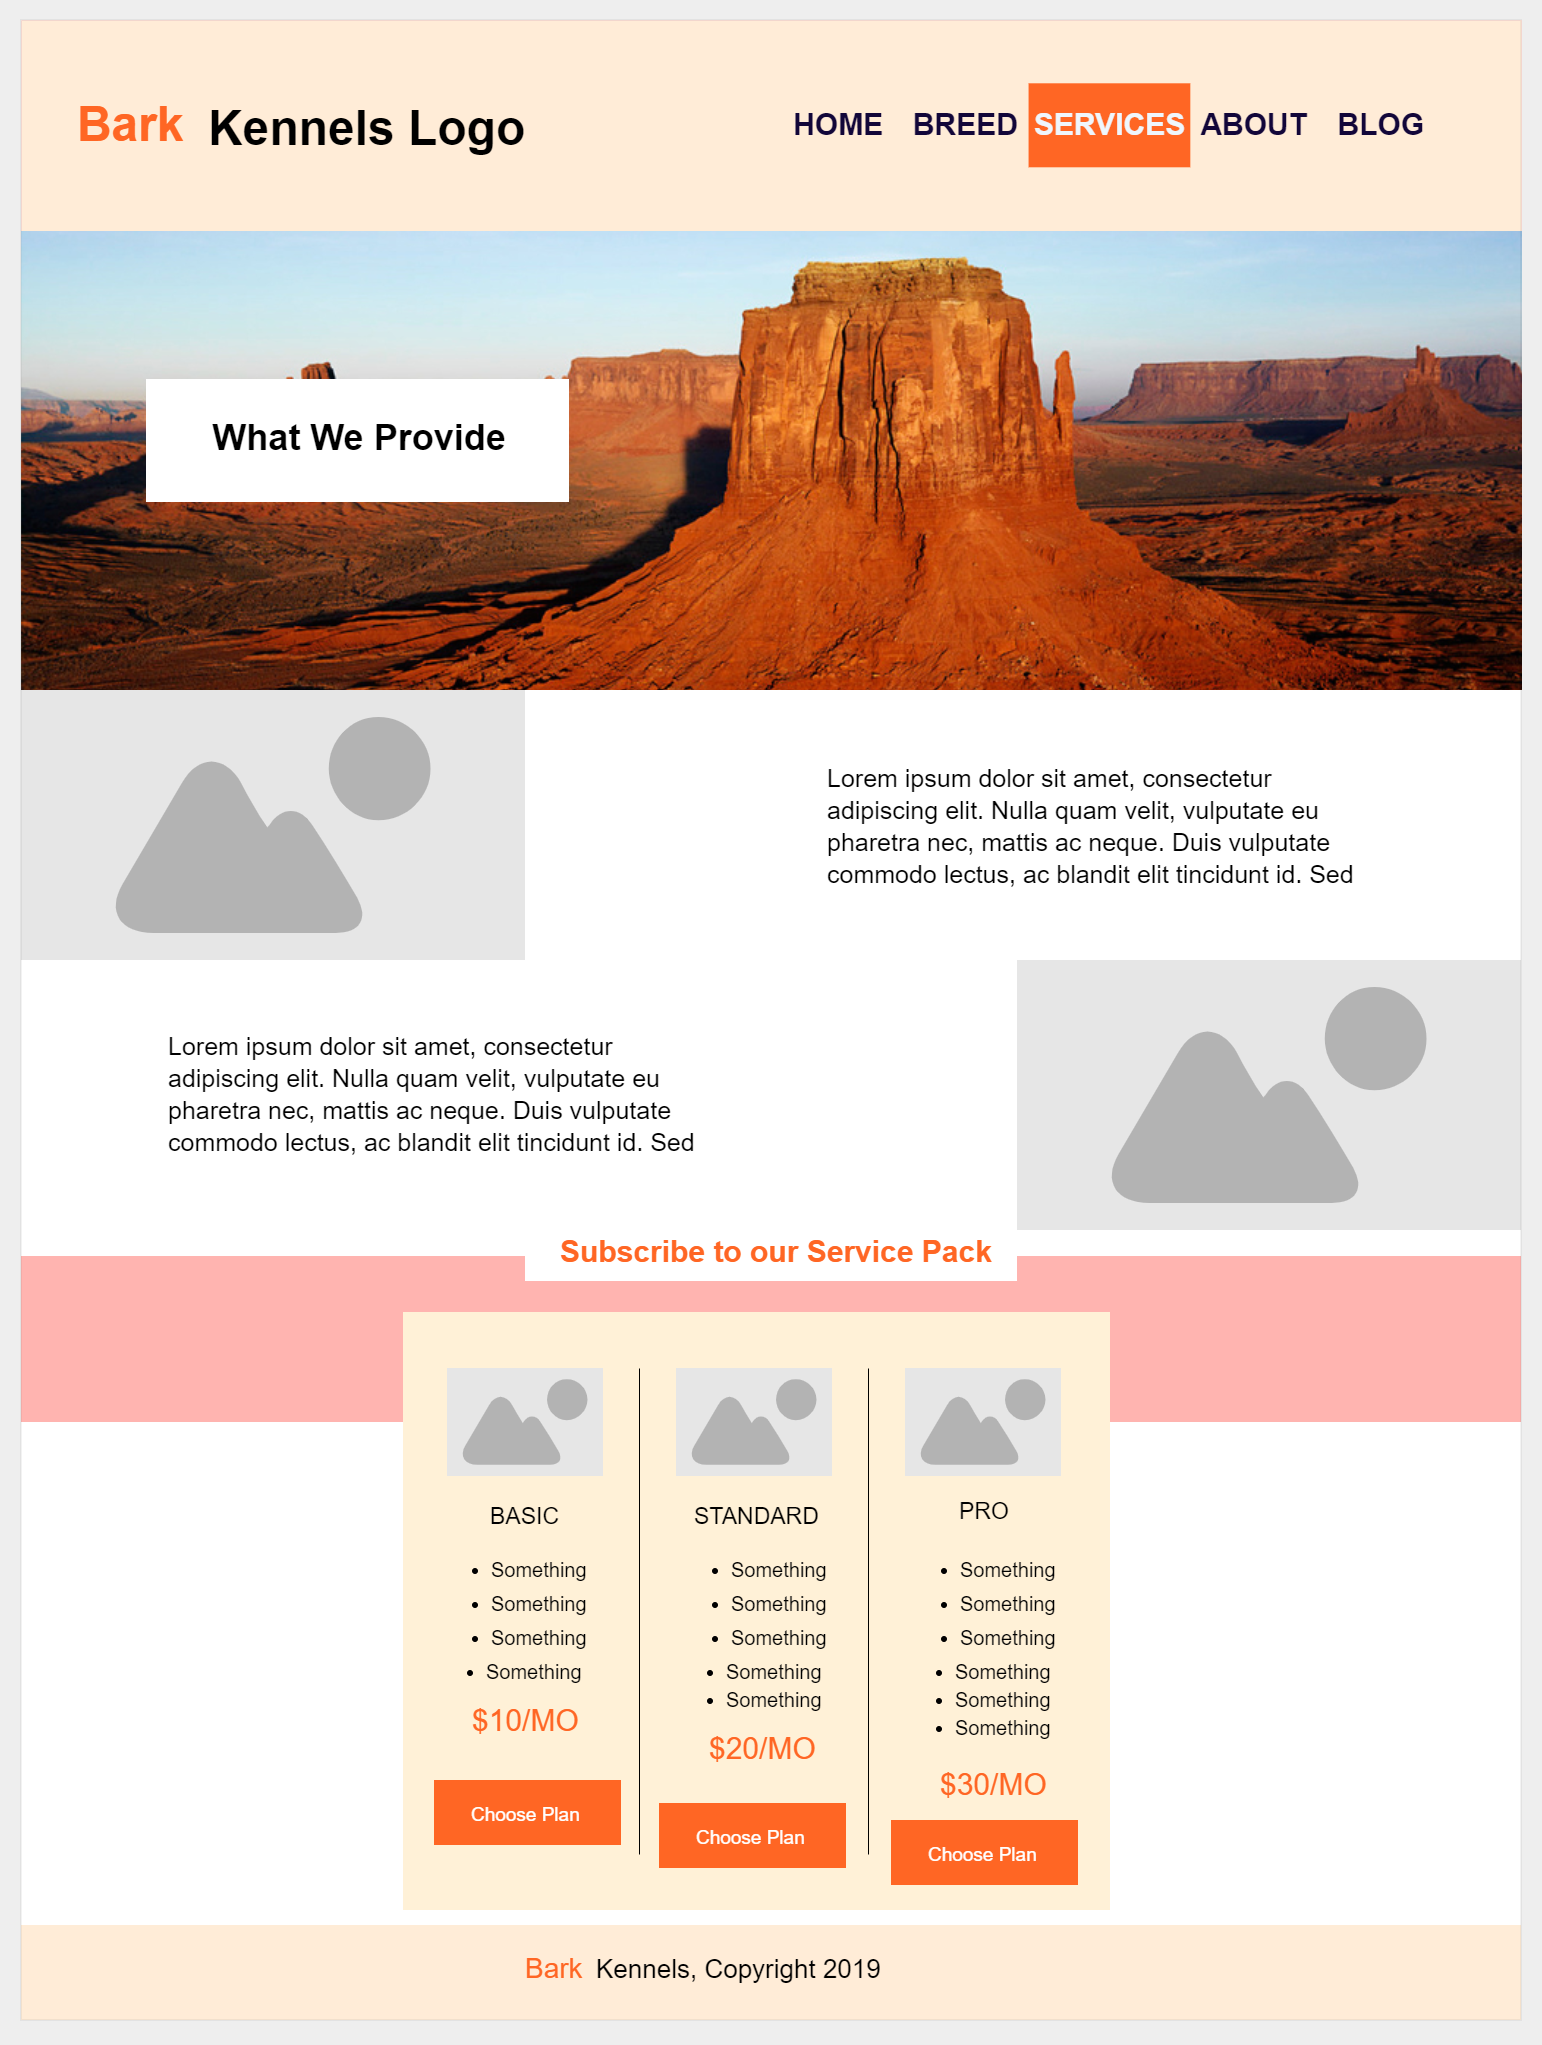 Bark Kennels Logo
HOME BREED SERVICES ABOUT BLOG
What We Provide
Lorem ipsum dolor sit amet, consectetur
adipiscing elit. Nulla quam velit, vulputate eu
pharetra nec, mattis ac neque. Duis vulputate
commodo lectus, ac blandit elit tincidunt id. Sed
Lorem ipsum dolor sit amet, consectetur
adipiscing elit. Nulla quam velit, vulputate eu
pharetra nec, mattis ac neque. Duis vulputate
commodo lectus, ac blandit elit tincidunt id. Sed
Subscribe to our Service Pack
BASIC
• Something
• Something
• Something
• Something
$10/MO
Choose Plan
STANDARD
• Something
• Something
• Something
• Something
• Something
$20/MO
Choose Plan
PRO
• Something
• Something
• Something
• Something
• Something
• Something
$30/MO
Choose Plan
Bark Kennels, Copyright 2019